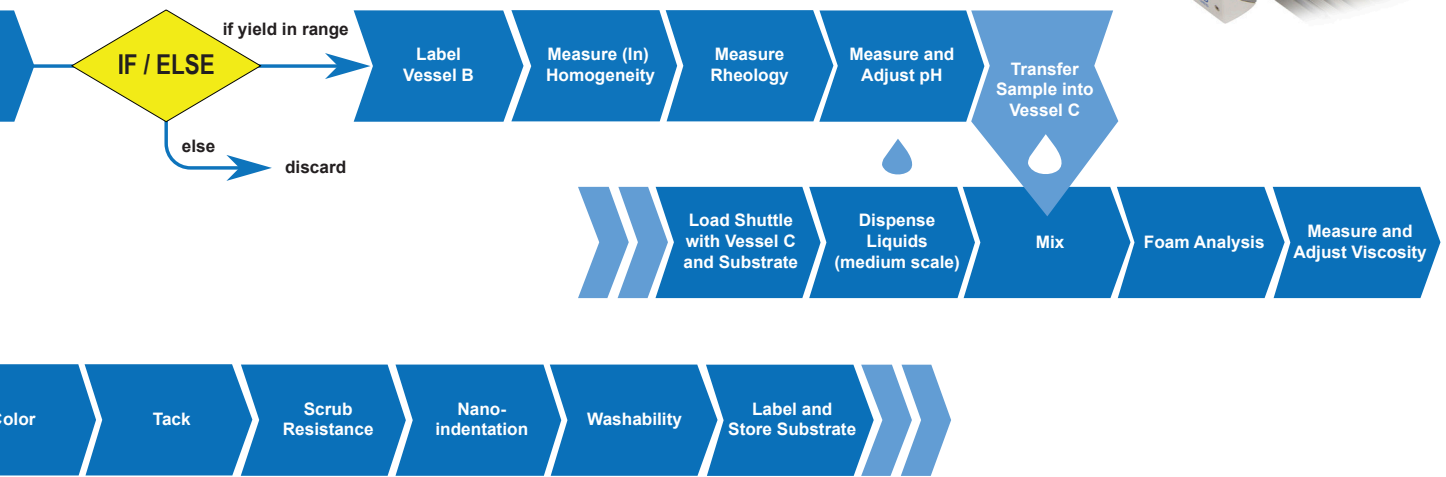 if yield in range
IF / ELSE
else
discard
Label
Vessel B
Measure (In)
Homogeneity
Measure
Rheology
Measure and
Adjust pH
Transfer
Sample into
Vessel C
Load Shuttle
with Vessel C
and Substrate
Dispense
Liquids
(medium scale)
Mix
Foam Analysis
Measure and
Adjust Viscosity
Color
Tack
Scrub
Resistance
Nano-
indentation
Washability
Label and
Store Substrate